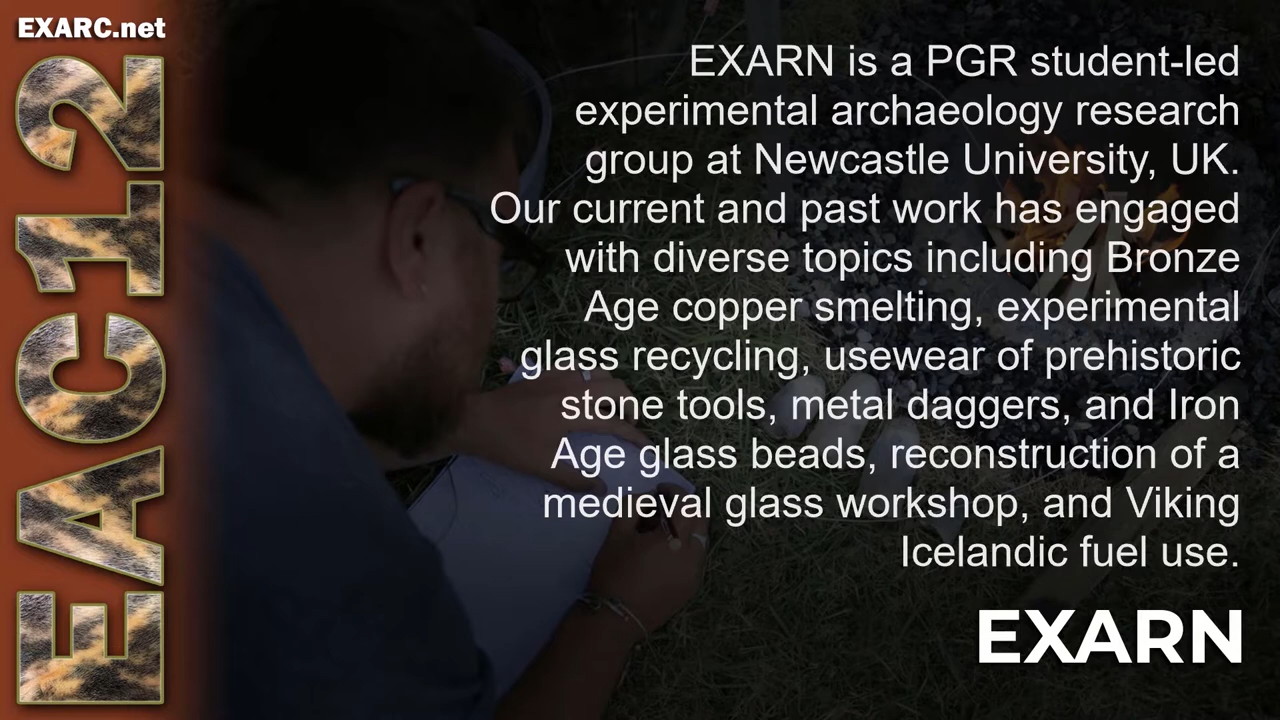 EXARC.net
EAC12
EXARN is a PGR student-led
experimental archaeology research
group at Newcastle University, UK.
Our current and past work has engaged
with diverse topics including Bronze
Age copper smelting, experimental
glass recycling, usewear of prehistoric
stone tools, metal daggers, and Iron
Age glass beads, reconstruction of a
medieval glass workshop, and Viking
Icelandic fuel use.
EXARN